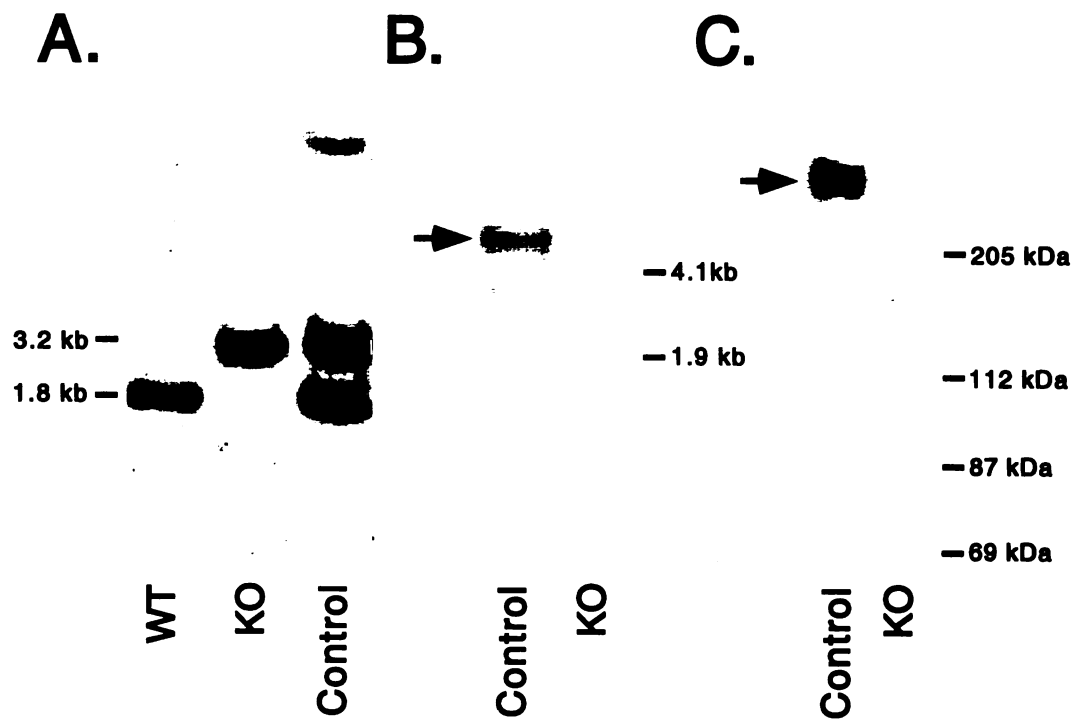 A.
B.
C.
3.2 kb
1.8 kb
4.1kb
1.9 kb
205 kDa
112 kDa
87 kDa
69 kDa
WT
KO
Control
Control
KO
Control
KO